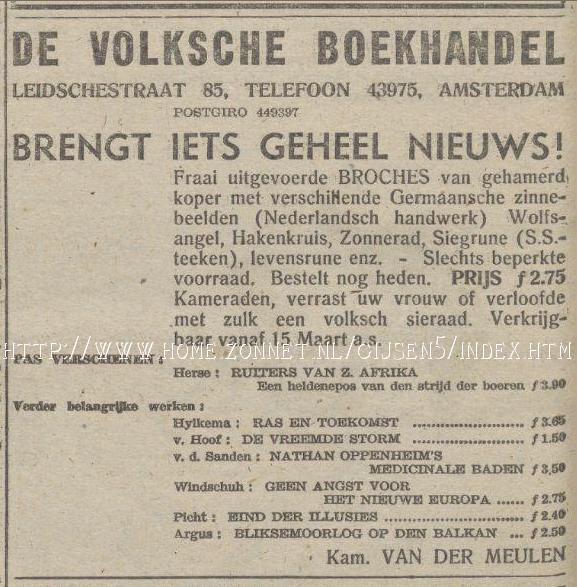 DE VOLKSCHE BOEKHANDEL
LEIDSCHESTRAAT 85, TELEFOON 43975, AMSTERDAM
POSTGIRO 449397
BRENGT IETS GEHEEL NIEUWS!
Fraai uitgevoerde BROCHES van gehamerd
koper met verschillende Germaansche zinne-
beelden (Nederlandsch handwerk) Wolfs-
angel, Hakenkruis, Zonnerad, Siegrune (S.S.-
teeken), levensrune enz. - Slechts beperkte
voorraad. Bestelt nog heden. PRIJS ƒ 2.75
Kameraden, verrast uw vrouw of verloofde
met zulk een volksch sieraad. Verkrijg-
baar vanaf 15 Maart a.s.
HTTP://WWW.HOME.ZONNET.NL/CIJSEN5/INDEX.HTM
PAS VERSCHENEN:
Herse: RUITERS VAN Z. AFRIKA
Een heldenepos van den strijd der boeren ƒ 3.90
Verder belangrijke werken:
Hylkema: RAS EN TOEKOMST .................. ƒ 3.65
v. Hoof: DE VREEMDE STORM .................. ƒ 1.50
v. d. Sanden: NATHAN OPPENHEIM'S
MEDICINALE BADEN ƒ 3,50
Windschuh: GEEN ANGST VOOR
HET NIEUWE EUROPA ...... ƒ 2.75
Picht: EIND DER ILLUSIES ........................ ƒ 2.40
Argus: BLIKSEMOORLOG OP DEN BALKAN ... ƒ 2.50
Kam. VAN DER MEULEN